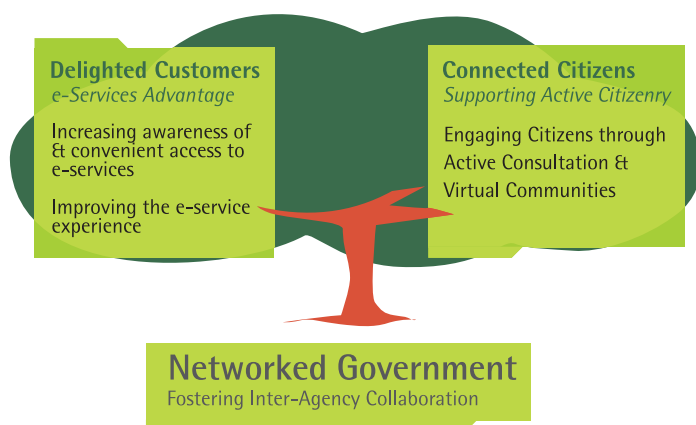 Delighted Customers
e-Services Advantage
Increasing awareness of
& convenient access to
e-services
Improving the e-service
experience
Connected Citizens
Supporting Active Citizenry
Engaging Citizens through
Active Consultation &
Virtual Communities
Networked Government
Fostering Inter-Agency Collaboration